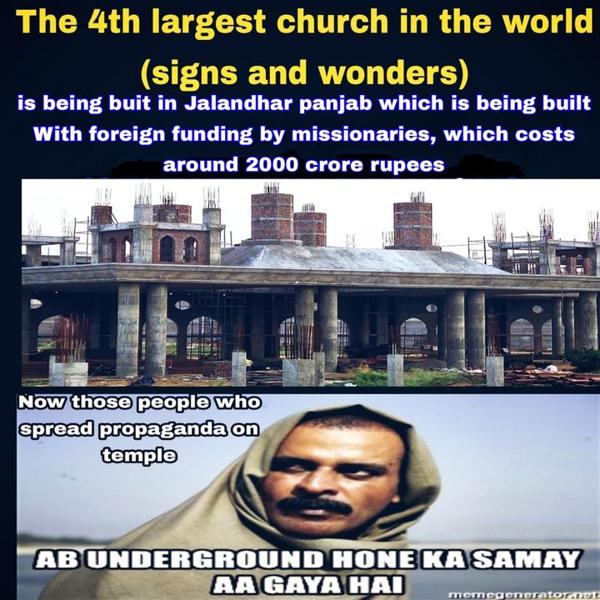 The 4th largest church in the world
(signs and wonders)
is being buit in Jalandhar panjab which is being built
With foreign funding by missionaries, which costs
around 2000 crore rupees
Now those people who
spread propaganda on
temple
AB UNDERGROUND HONE KA SAMAY
AA GAYA HAI
memegenerator.net